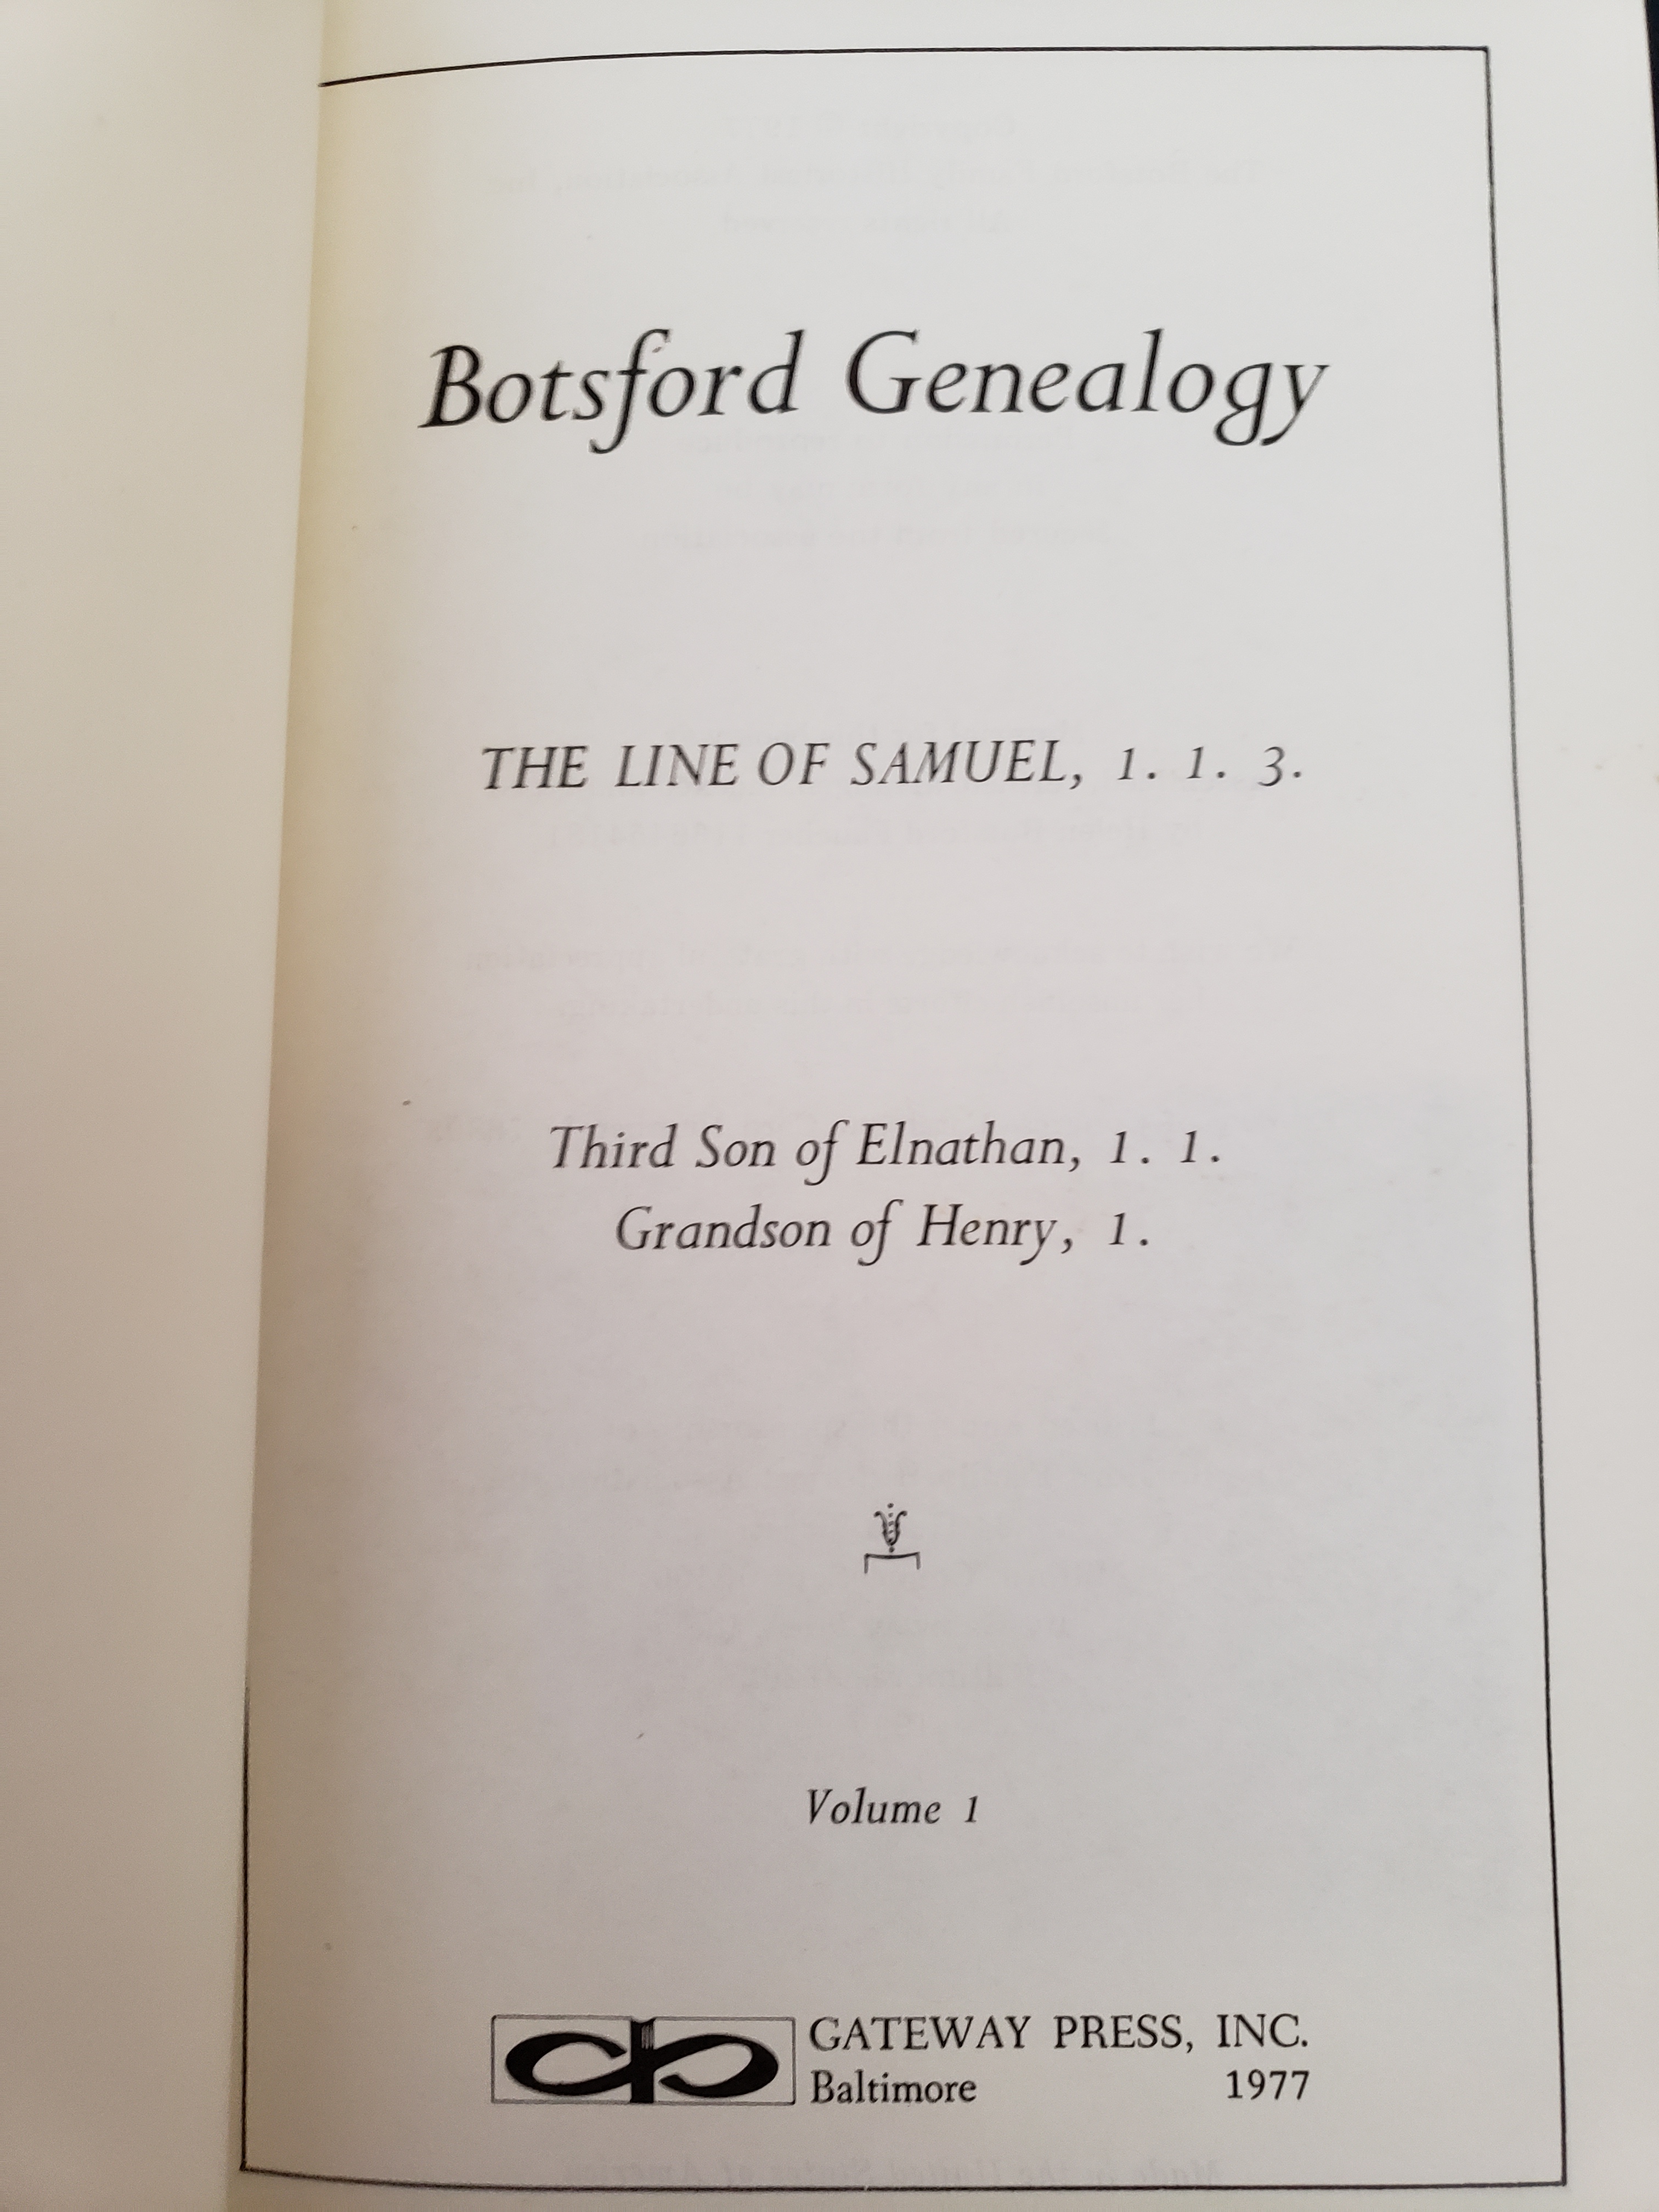 Botsford Genealogy
THE LINE OF SAMUEL, 1. 1. 3.
Third Son of Elnathan, 1. 1.
Grandson of Henry, 1.
Volume 1
GATEWAY PRESS, INC.
Baltimore 1977